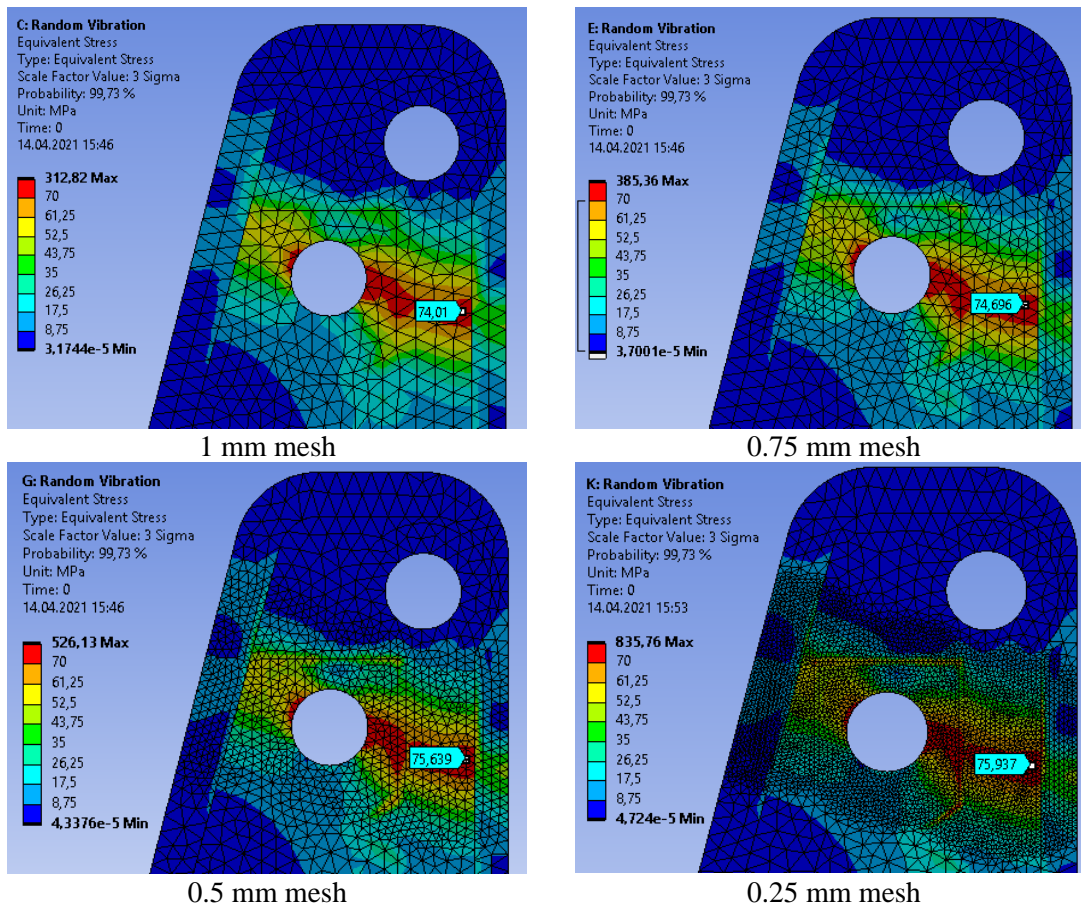 C: Random Vibration
Equivalent Stress
Type: Equivalent Stress
Scale Factor Value: 3 Sigma
Probability: 99,73 %
Unit: MPa
Time: 0
14.04.2021 15:46
312,82 Max
70
61,25
52,5
43,75
35
26,25
17,5
8,75
3,1744e-5 Min
74,01
1 mm mesh
E: Random Vibration
Equivalent Stress
Type: Equivalent Stress
Scale Factor Value: 3 Sigma
Probability: 99,73 %
Unit: MPa
Time: 0
14.04.2021 15:46
385,36 Max
70
61,25
52,5
43,75
35
26,25
17,5
8,75
3,7001e-5 Min
74,696
0.75 mm mesh
G: Random Vibration
Equivalent Stress
Type: Equivalent Stress
Scale Factor Value: 3 Sigma
Probability: 99,73 %
Unit: MPa
Time: 0
14.04.2021 15:46
526,13 Max
70
61,25
52,5
43,75
35
26,25
17,5
8,75
4,3376e-5 Min
75,639
0.5 mm mesh
K: Random Vibration
Equivalent Stress
Type: Equivalent Stress
Scale Factor Value: 3 Sigma
Probability: 99,73 %
Unit: MPa
Time: 0
14.04.2021 15:53
835,76 Max
70
61,25
52,5
43,75
35
26,25
17,5
8,75
4,724e-5 Min
75,937
0.25 mm mesh